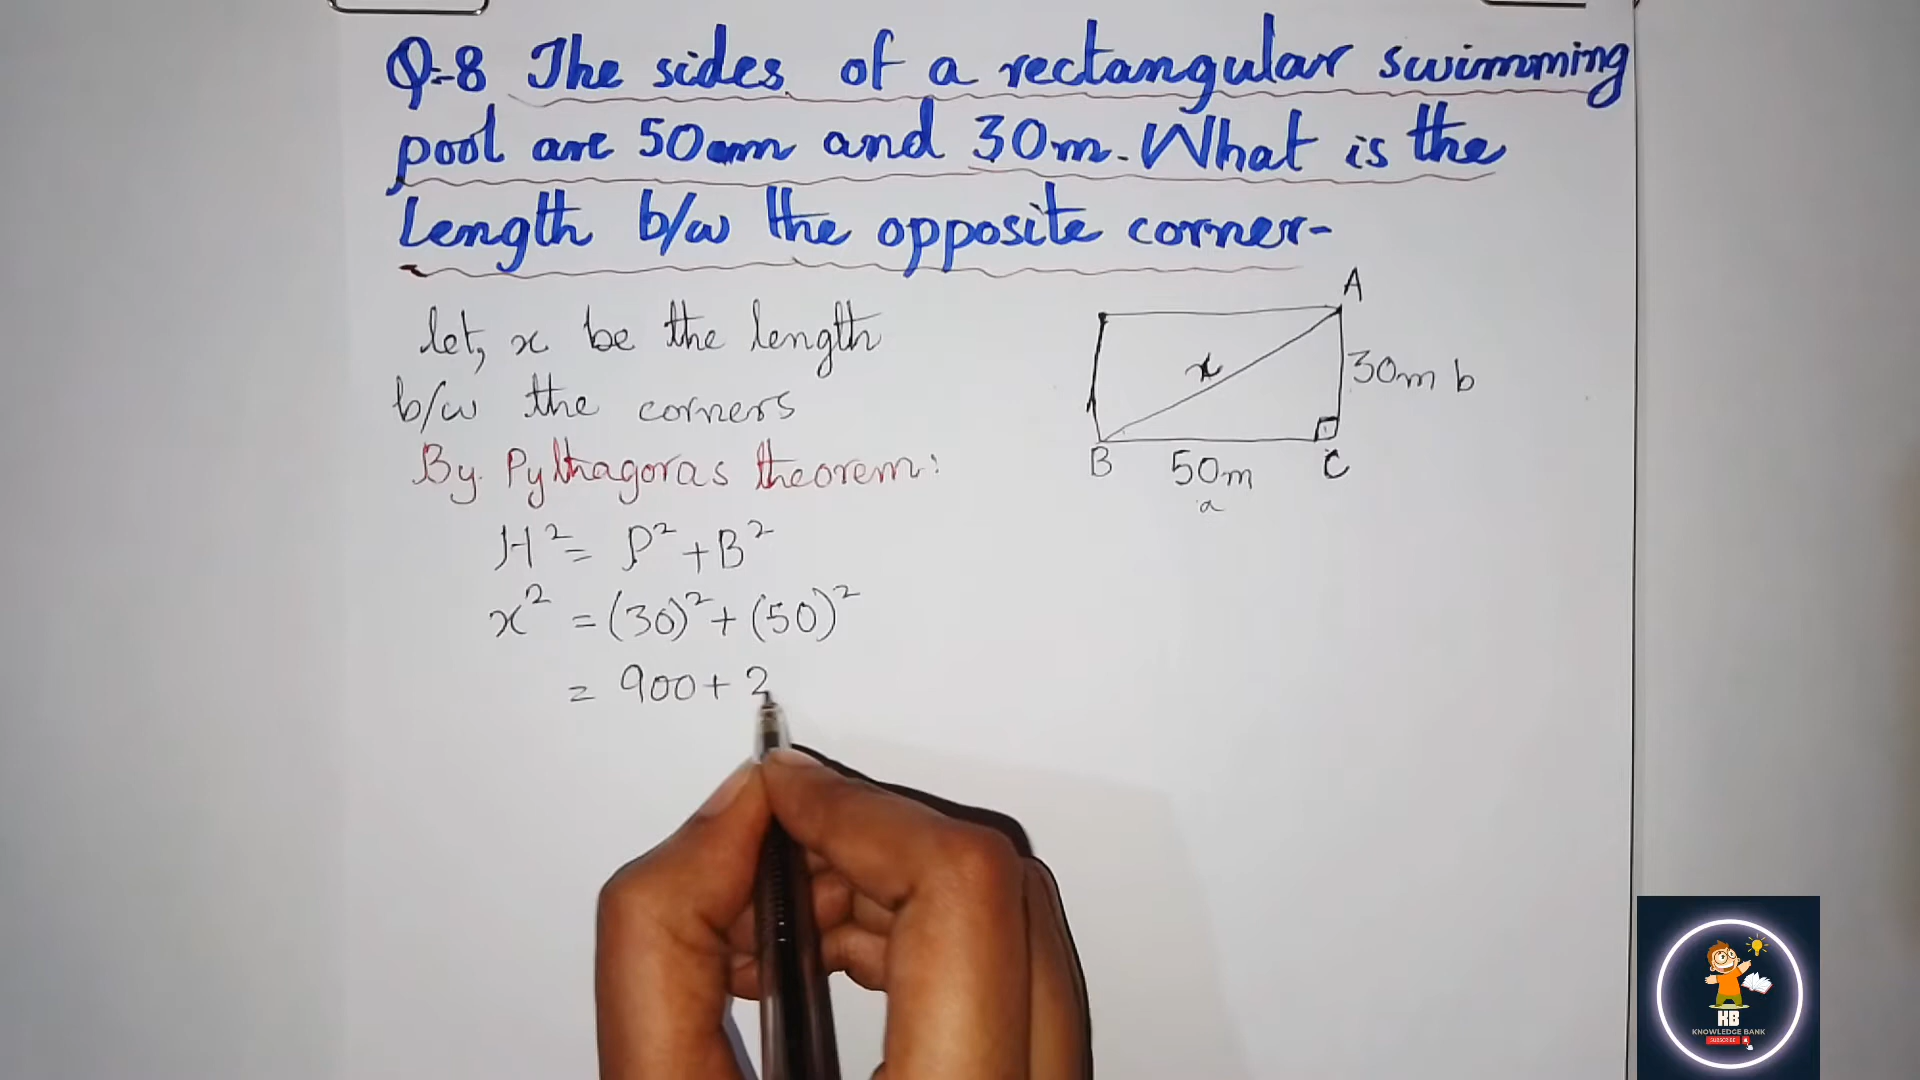 Q-8 The sides of a rectangular swimming
pool are 50m and 30m. What is the
length b/w the opposite corner-
let, x be the length
b/w the corners
By Pythagoras theorem:
H² = P² + B²
x² = (30)² + (50)²
= 900 + 2
A
x
30m b
B
50m
C
a
KB
KNOWLEDGE BANK
SUBSCRIBE